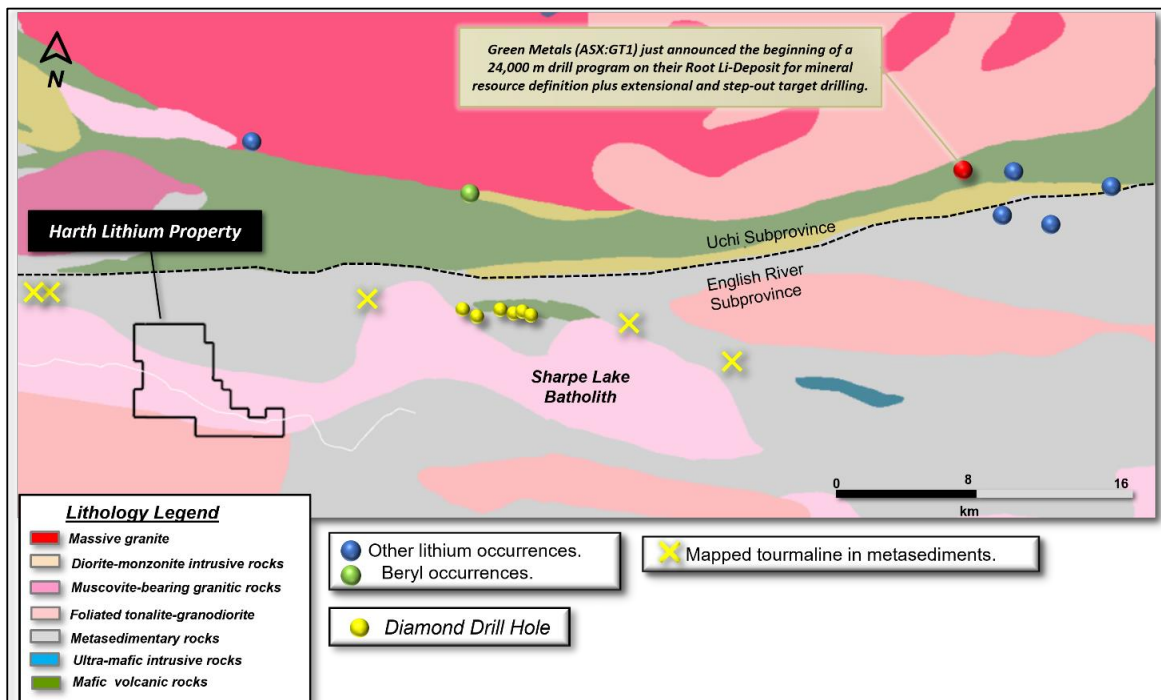 Green Metals (ASX:GT1) just announced the beginning of a
24,000 m drill program on their Root Li-Deposit for mineral
resource definition plus extensional and step-out target drilling.
N
Harth Lithium Property
Uchi Subprovince
English River
Subprovince
Sharpe Lake
Batholith
0 8 16
km
Lithology Legend
Massive granite
Diorite-monzonite intrusive rocks
Muscovite-bearing granitic rocks
Foliated tonalite-granodiorite
Metasedimentary rocks
Ultra-mafic intrusive rocks
Mafic volcanic rocks
Other lithium occurrences.
Beryl occurrences.
Diamond Drill Hole
Mapped tourmaline in metasediments.